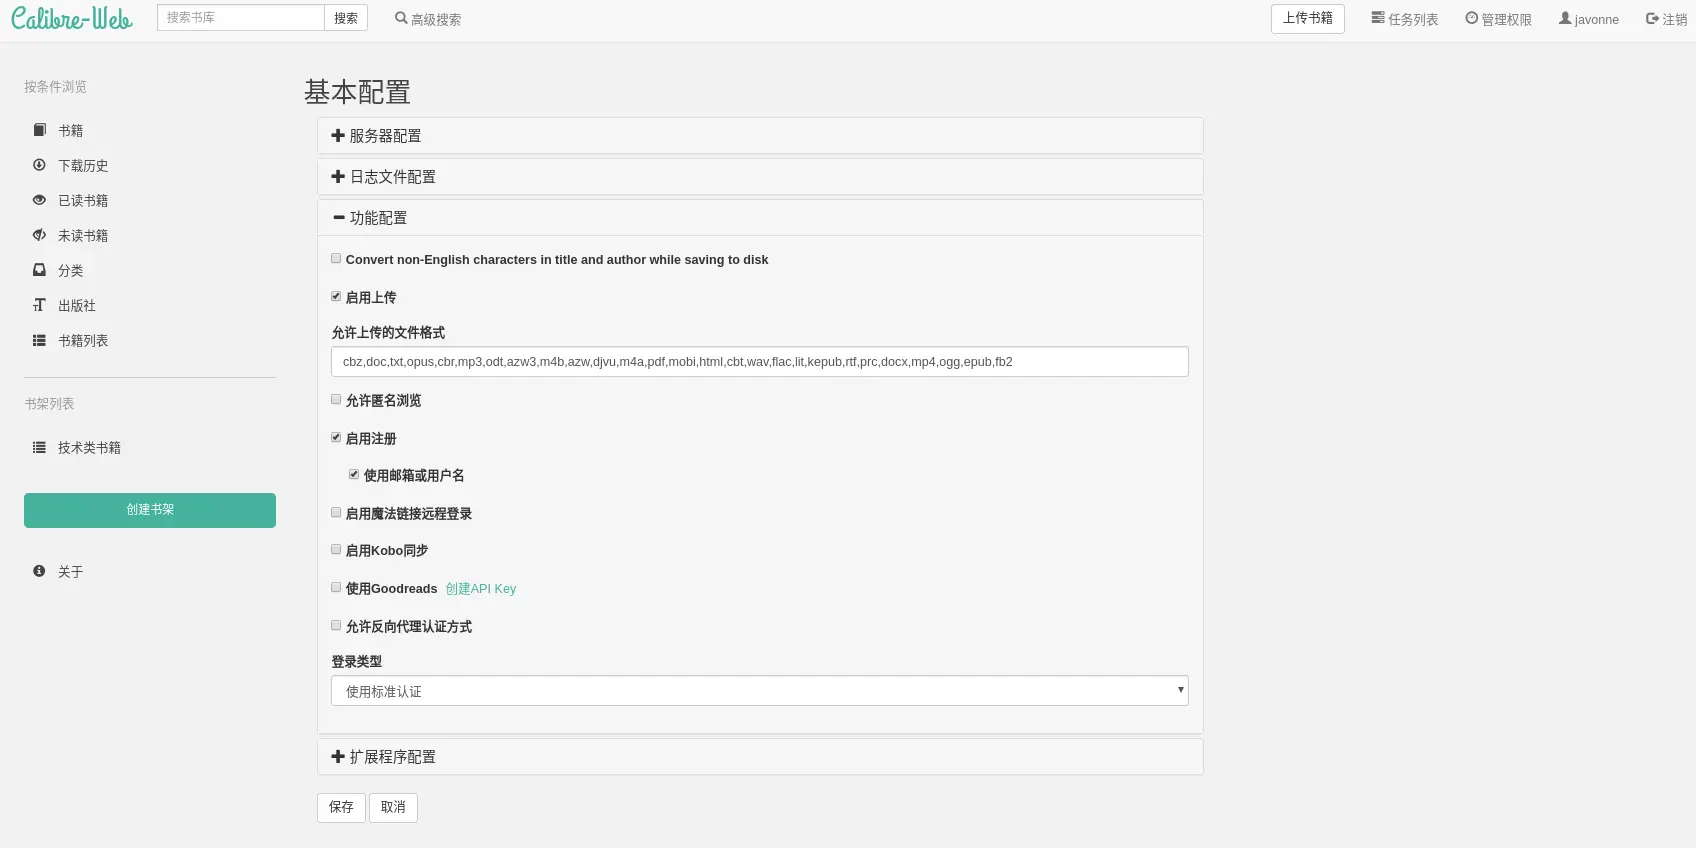 Calibre-Web
搜索书库
搜索
高级搜索
上传书籍
任务列表
管理权限
javonne
注销
按条件浏览
书籍
下载历史
已读书籍
未读书籍
分类
出版社
书籍列表
书架列表
技术类书籍
创建书架
关于
基本配置
服务器配置
日志文件配置
功能配置
Convert non-English characters in title and author while saving to disk
启用上传
允许上传的文件格式
cbz,doc,txt,opus,cbr,mp3,odt,azw3,m4b,azw,djvu,m4a,pdf,mobi,html,cbt,wav,flac,lit,kepub,rtf,prc,docx,mp4,ogg,epub,fb2
允许匿名浏览
启用注册
使用邮箱或用户名
启用魔法链接远程登录
启用Kobo同步
使用Goodreads 创建API Key
允许反向代理认证方式
登录类型
使用标准认证
扩展程序配置
保存
取消